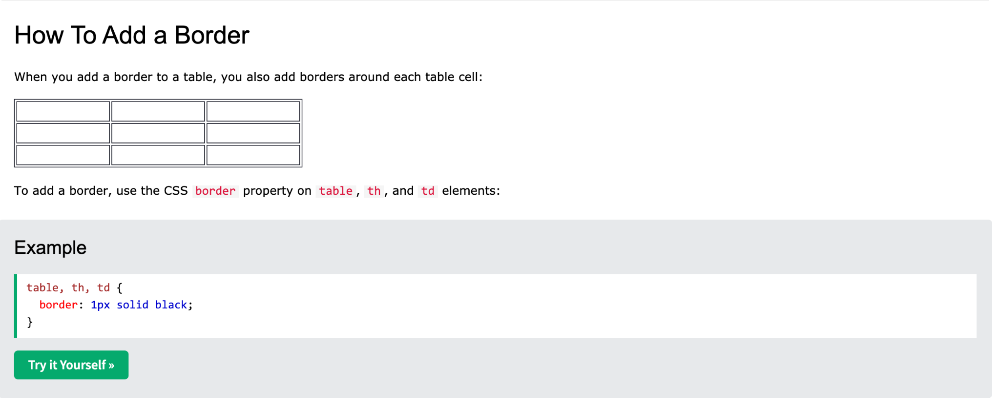 How To Add a Border
When you add a border to a table, you also add borders around each table cell:
To add a border, use the CSS border property on table, th, and td elements:
Example
table, th, td {
  border: 1px solid black;
}
Try it Yourself »